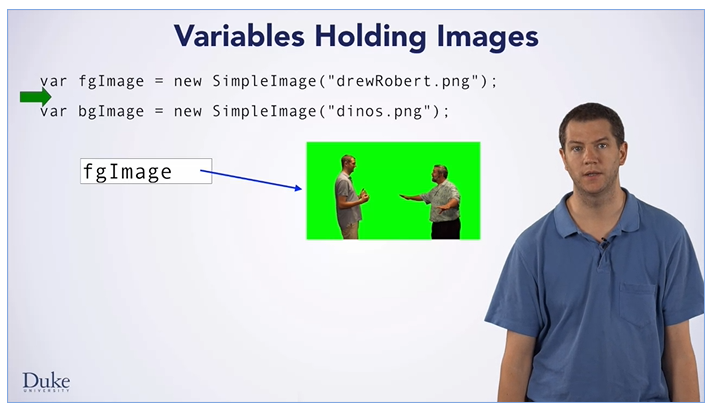 Variables Holding Images
var fgImage = new SimpleImage("drewRobert.png");
var bgImage = new SimpleImage("dinos.png");
fgImage
Duke
UNIVERSITY